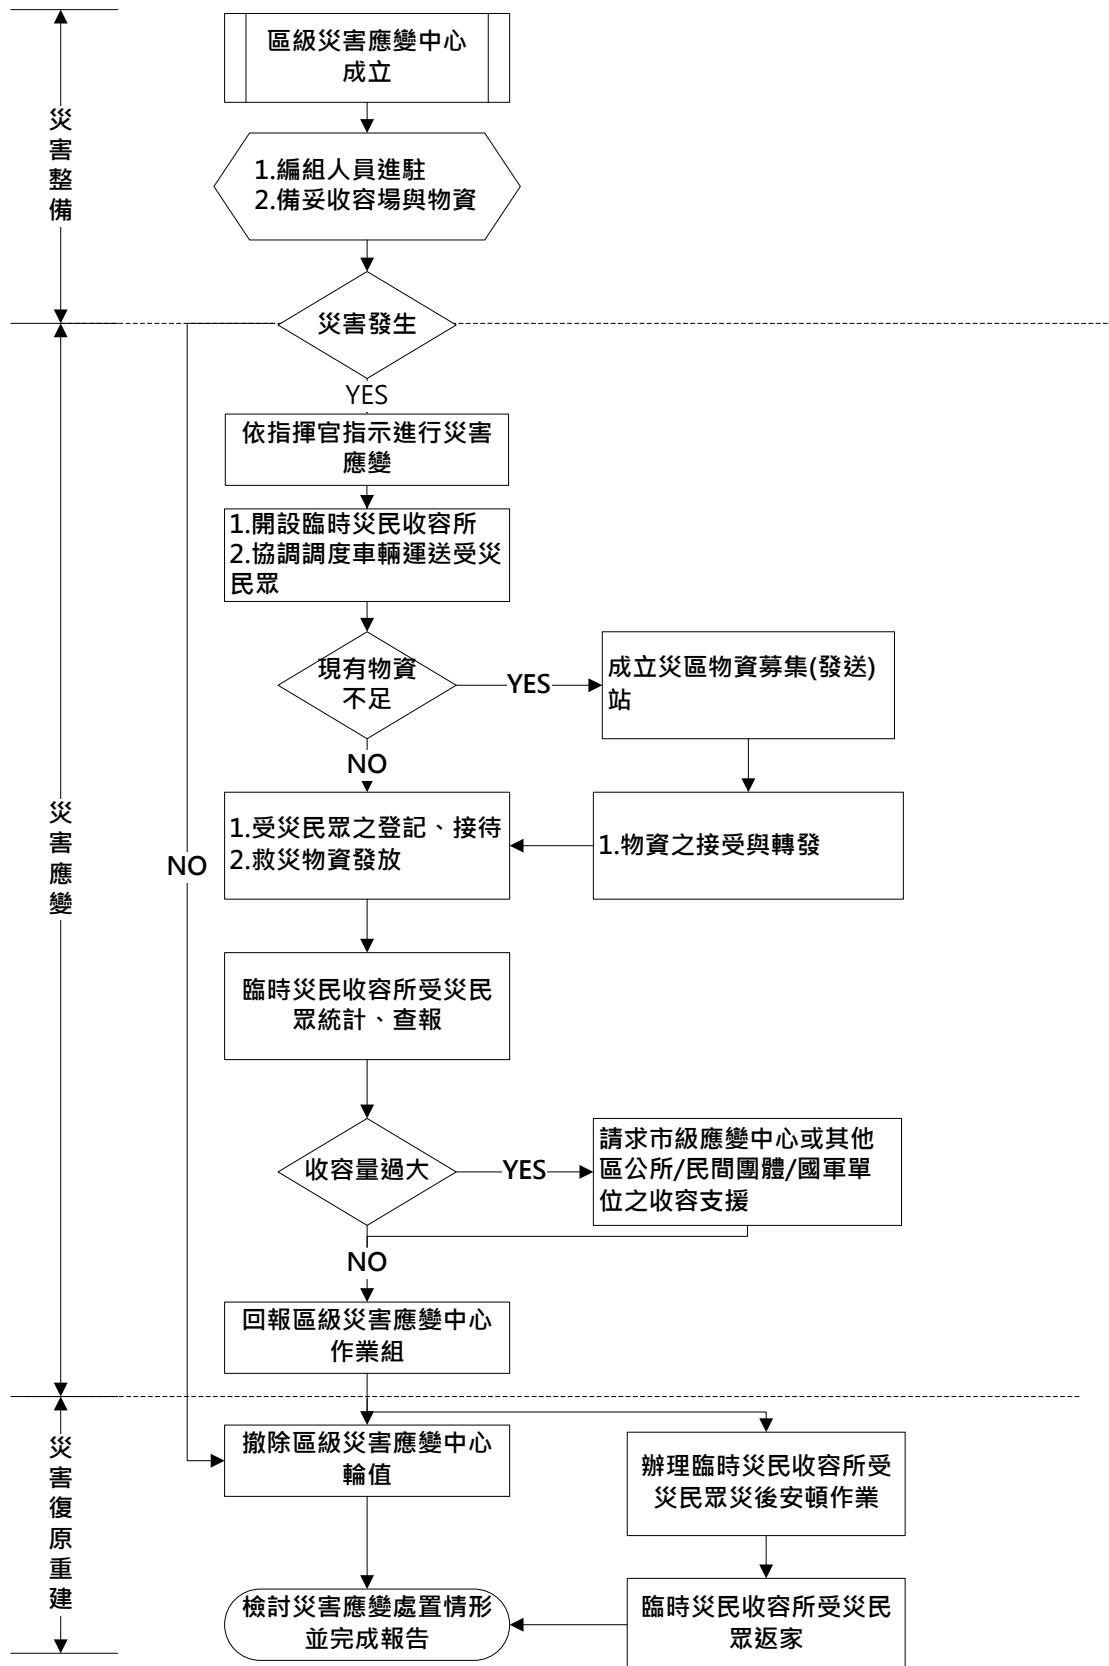 區級災害應變中心
成立
災害整備
1.編組人員進駐
2.備妥收容場與物資
災害發生
YES
依指揮官指示進行災害
應變
1.開設臨時災民收容所
2.協調調度車輛運送受災
民眾
現有物資
不足
YES
成立災區物資募集(發送)
站
NO
災害應變
NO
1.受災民眾之登記、接待
2.救災物資發放
1.物資之接受與轉發
臨時災民收容所受災民
眾統計、查報
收容量過大
YES
請求市級應變中心或其他
區公所/民間團體/國軍單
位之收容支援
NO
回報區級災害應變中心
作業組
災害復原重建
撤除區級災害應變中心
輪值
辦理臨時災民收容所受
災民眾災後安頓作業
檢討災害應變處置情形
並完成報告
臨時災民收容所受災民
眾返家